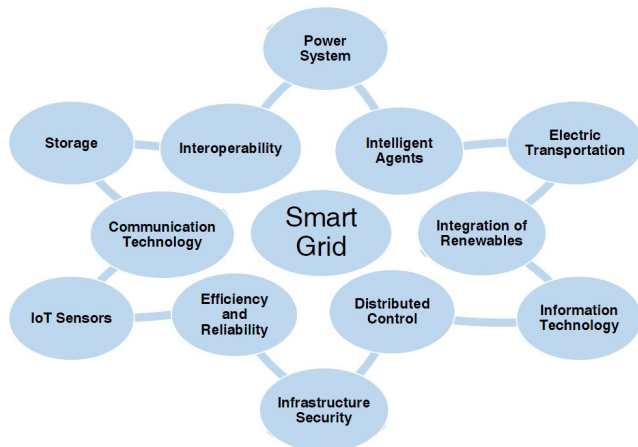 Power
System
Storage
Interoperability
Intelligent
Agents
Electric
Transportation
Communication
Technology
Smart
Grid
Integration of
Renewables
IoT Sensors
Efficiency
and
Reliability
Distributed
Control
Information
Technology
Infrastructure
Security